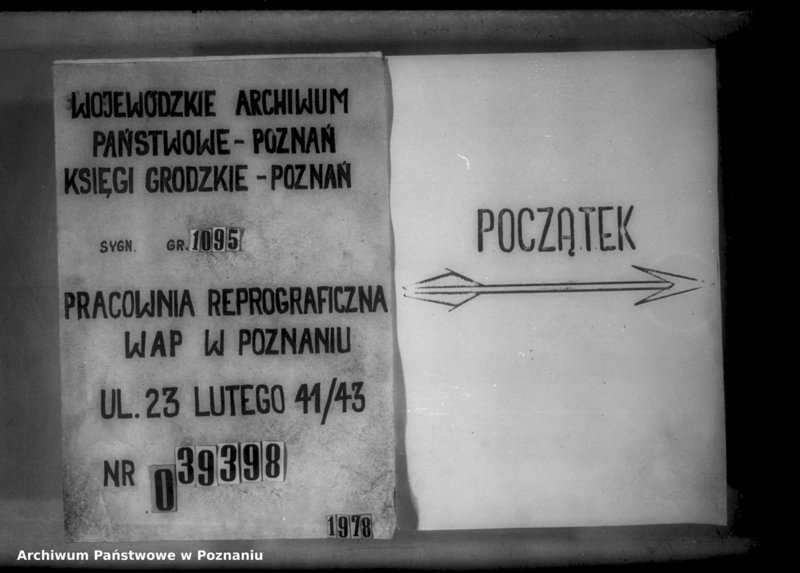 WOJEWÓDZKIE ARCHIWUM
PAŃSTWOWE - POZNAŃ
KSIĘGI GRODZKIE - POZNAŃ
SYGN. GR. 1095
PRACOWNIA REPROGRAFICZNA
WAP W POZNANIU
UL. 23 LUTEGO 41/43
NR 039398
1978
POCZĄTEK
Archiwum Państwowe w Poznaniu